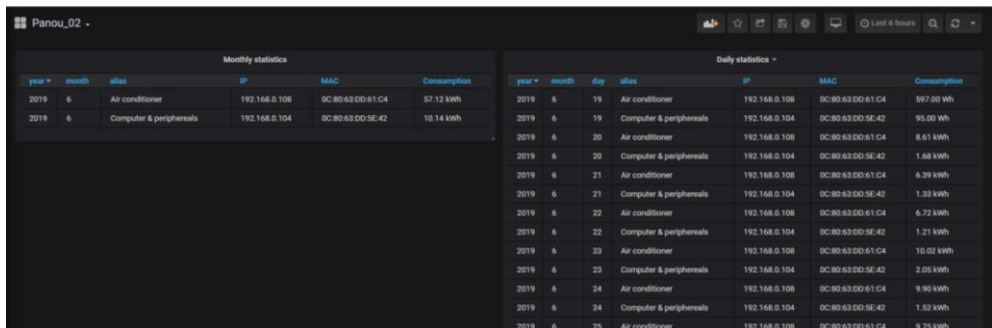 Panou_02
Last 6 hours
Monthly statistics
year month alias IP MAC Consumption
2019 6 Air conditioner 192.168.0.108 0C:80:63:DD:61:C4 57.12 kWh
2019 6 Computer & periphereals 192.168.0.104 0C:80:63:DD:5E:42 10.14 kWh
Daily statistics
year month day alias IP MAC Consumption
2019 6 19 Air conditioner 192.168.0.108 0C:80:63:DD:61:C4 597.00 Wh
2019 6 19 Computer & periphereals 192.168.0.104 0C:80:63:DD:5E:42 95.00 Wh
2019 6 20 Air conditioner 192.168.0.108 0C:80:63:DD:61:C4 8.61 kWh
2019 6 20 Computer & periphereals 192.168.0.104 0C:80:63:DD:5E:42 1.68 kWh
2019 6 21 Air conditioner 192.168.0.108 0C:80:63:DD:61:C4 6.39 kWh
2019 6 21 Computer & periphereals 192.168.0.104 0C:80:63:DD:5E:42 1.33 kWh
2019 6 22 Air conditioner 192.168.0.108 0C:80:63:DD:61:C4 6.72 kWh
2019 6 22 Computer & periphereals 192.168.0.104 0C:80:63:DD:5E:42 1.21 kWh
2019 6 23 Air conditioner 192.168.0.108 0C:80:63:DD:61:C4 10.02 kWh
2019 6 23 Computer & periphereals 192.168.0.104 0C:80:63:DD:5E:42 2.05 kWh
2019 6 24 Air conditioner 192.168.0.108 0C:80:63:DD:61:C4 9.90 kWh
2019 6 24 Computer & periphereals 192.168.0.104 0C:80:63:DD:5E:42 1.52 kWh
2019 6 25 Air conditioner 192.168.0.108 0C:80:63:DD:61:C4 9.75 kWh